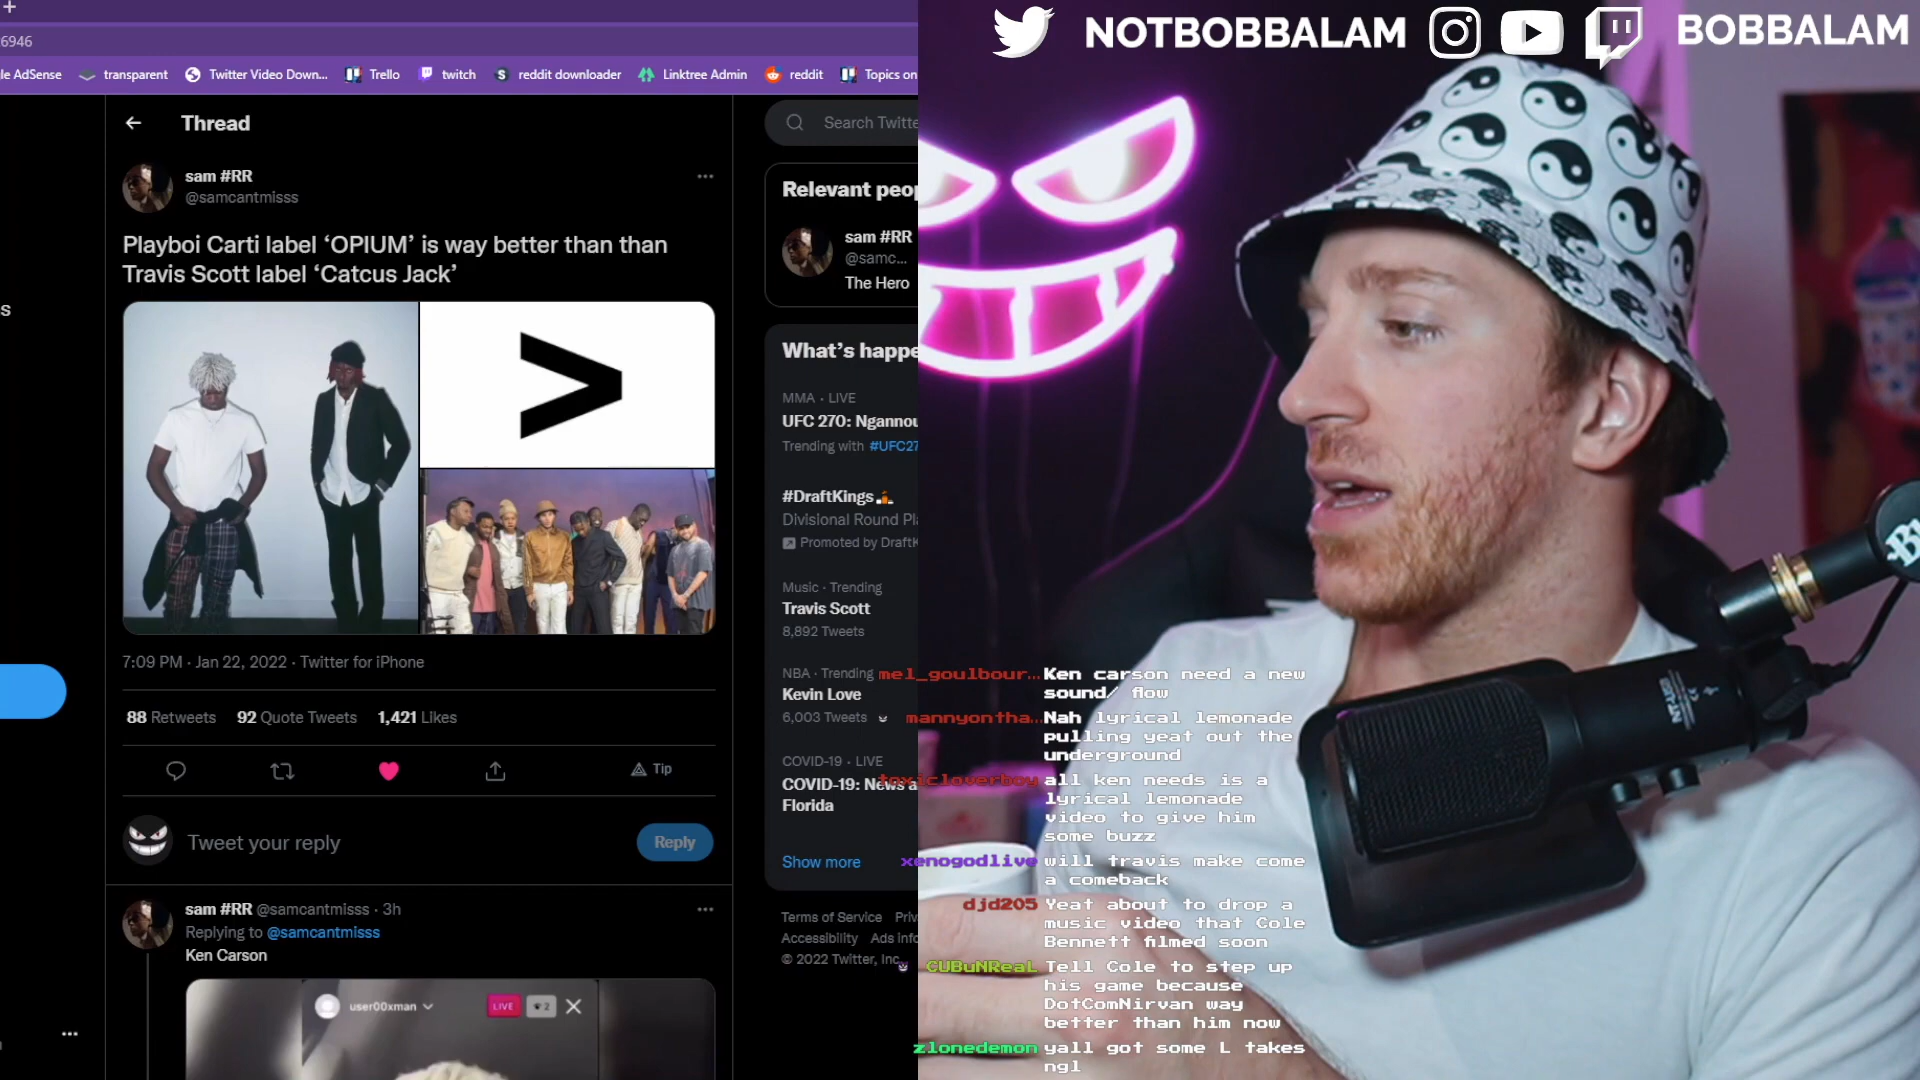 6946
le AdSense
transparent
Twitter Video Down...
Trello
twitch
reddit downloader
Linktree Admin
reddit
Topics on
Thread
sam #RR
@samcantmisss
Playboi Carti label ‘OPIUM’ is way better than than
Travis Scott label ‘Catcus Jack’
>
7:09 PM · Jan 22, 2022 · Twitter for iPhone
88 Retweets 92 Quote Tweets 1,421 Likes
Tip
Tweet your reply
Reply
sam #RR @samcantmisss · 3h
Replying to @samcantmisss
Ken Carson
user00xman
LIVE
2
s
Search Twitte
Relevant peop
sam #RR
@samc...
The Hero
What’s happe
MMA · LIVE
UFC 270: Ngannou
Trending with #UFC27
#DraftKings
Divisional Round Pl
Promoted by DraftK
Music · Trending
Travis Scott
8,892 Tweets
NBA · Trending
Kevin Love
6,003 Tweets
COVID-19 · LIVE
COVID-19: News a
Florida
Show more
Terms of Service Priv
Accessibility Ads info
© 2022 Twitter, Inc.
NOTBOBBALAM
BOBBALAM
mel_goulbour... Ken carson need a new
sound/ flow
mannyontha... Nah lyrical lemonade
pulling yeat out the
underground
toxicloverboy all ken needs is a
lyrical lemonade
video to give him
some buzz
xenogodlive will travis make come
a comeback
djd205 Yeat about to drop a
music video that Cole
Bennett filmed soon
CUBuNReaL Tell Cole to step up
his game because
DotComNirvan way
better than him now
zlonedemon yall got some L takes
ngl
NT-USB